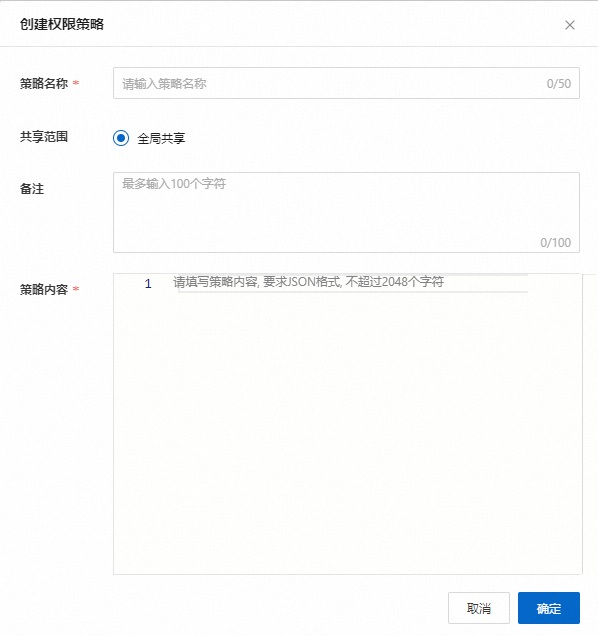 创建权限策略
策略名称 *
请输入策略名称 0/50
共享范围
全局共享
备注
最多输入100个字符
0/100
策略内容 *
1 请填写策略内容, 要求JSON格式, 不超过2048个字符
取消 确定